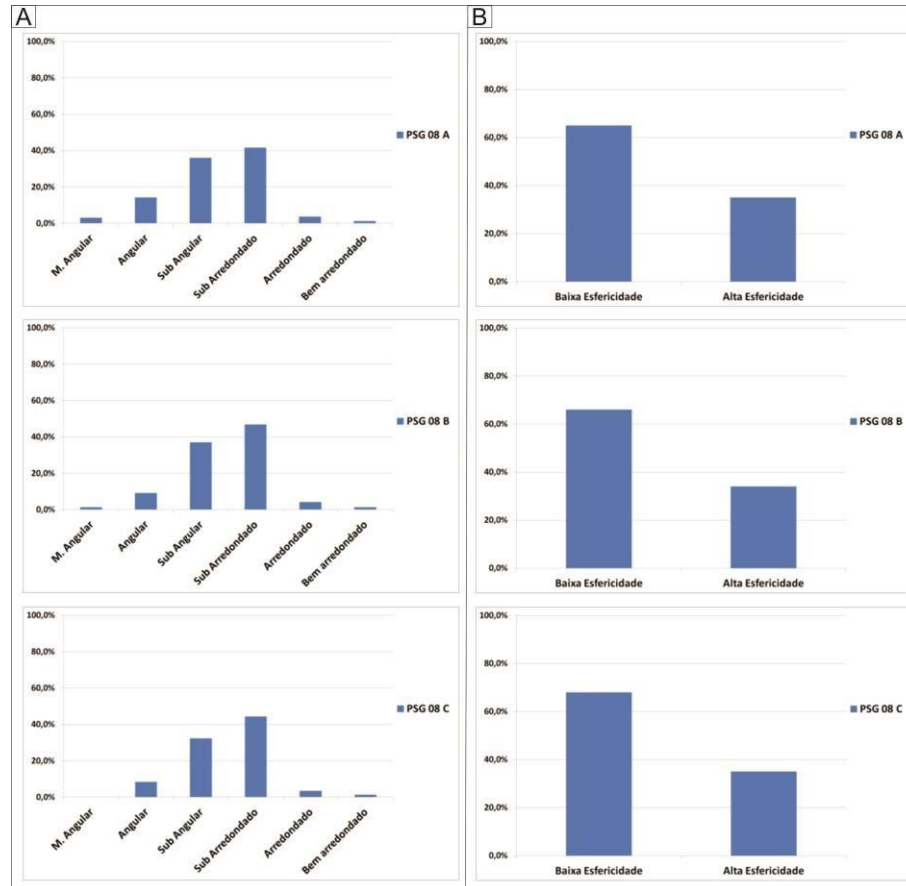 A
100,0%
80,0%
60,0%
40,0%
20,0%
0,0%
M. Angular
Angular
Sub Angular
Sub Arredondado
Arredondado
Bem arredondado
PSG 08 A
100,0%
80,0%
60,0%
40,0%
20,0%
0,0%
M. Angular
Angular
Sub Angular
Sub Arredondado
Arredondado
Bem arredondado
PSG 08 B
100,0%
80,0%
60,0%
40,0%
20,0%
0,0%
M. Angular
Angular
Sub Angular
Sub Arredondado
Arredondado
Bem arredondado
PSG 08 C
B
100,0%
80,0%
60,0%
40,0%
20,0%
0,0%
Baixa Esfericidade
Alta Esfericidade
PSG 08 A
100,0%
80,0%
60,0%
40,0%
20,0%
0,0%
Baixa Esfericidade
Alta Esfericidade
PSG 08 B
100,0%
80,0%
60,0%
40,0%
20,0%
0,0%
Baixa Esfericidade
Alta Esfericidade
PSG 08 C